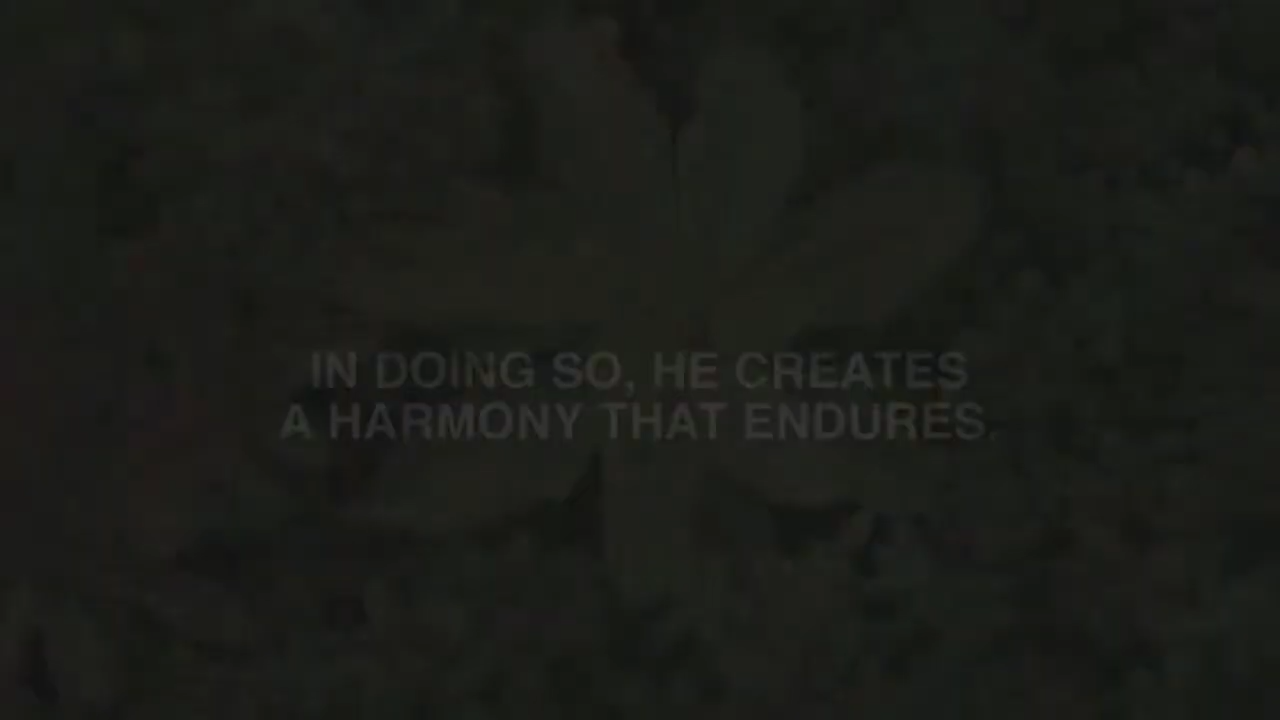 IN DOING SO, HE CREATES
A HARMONY THAT ENDURES.